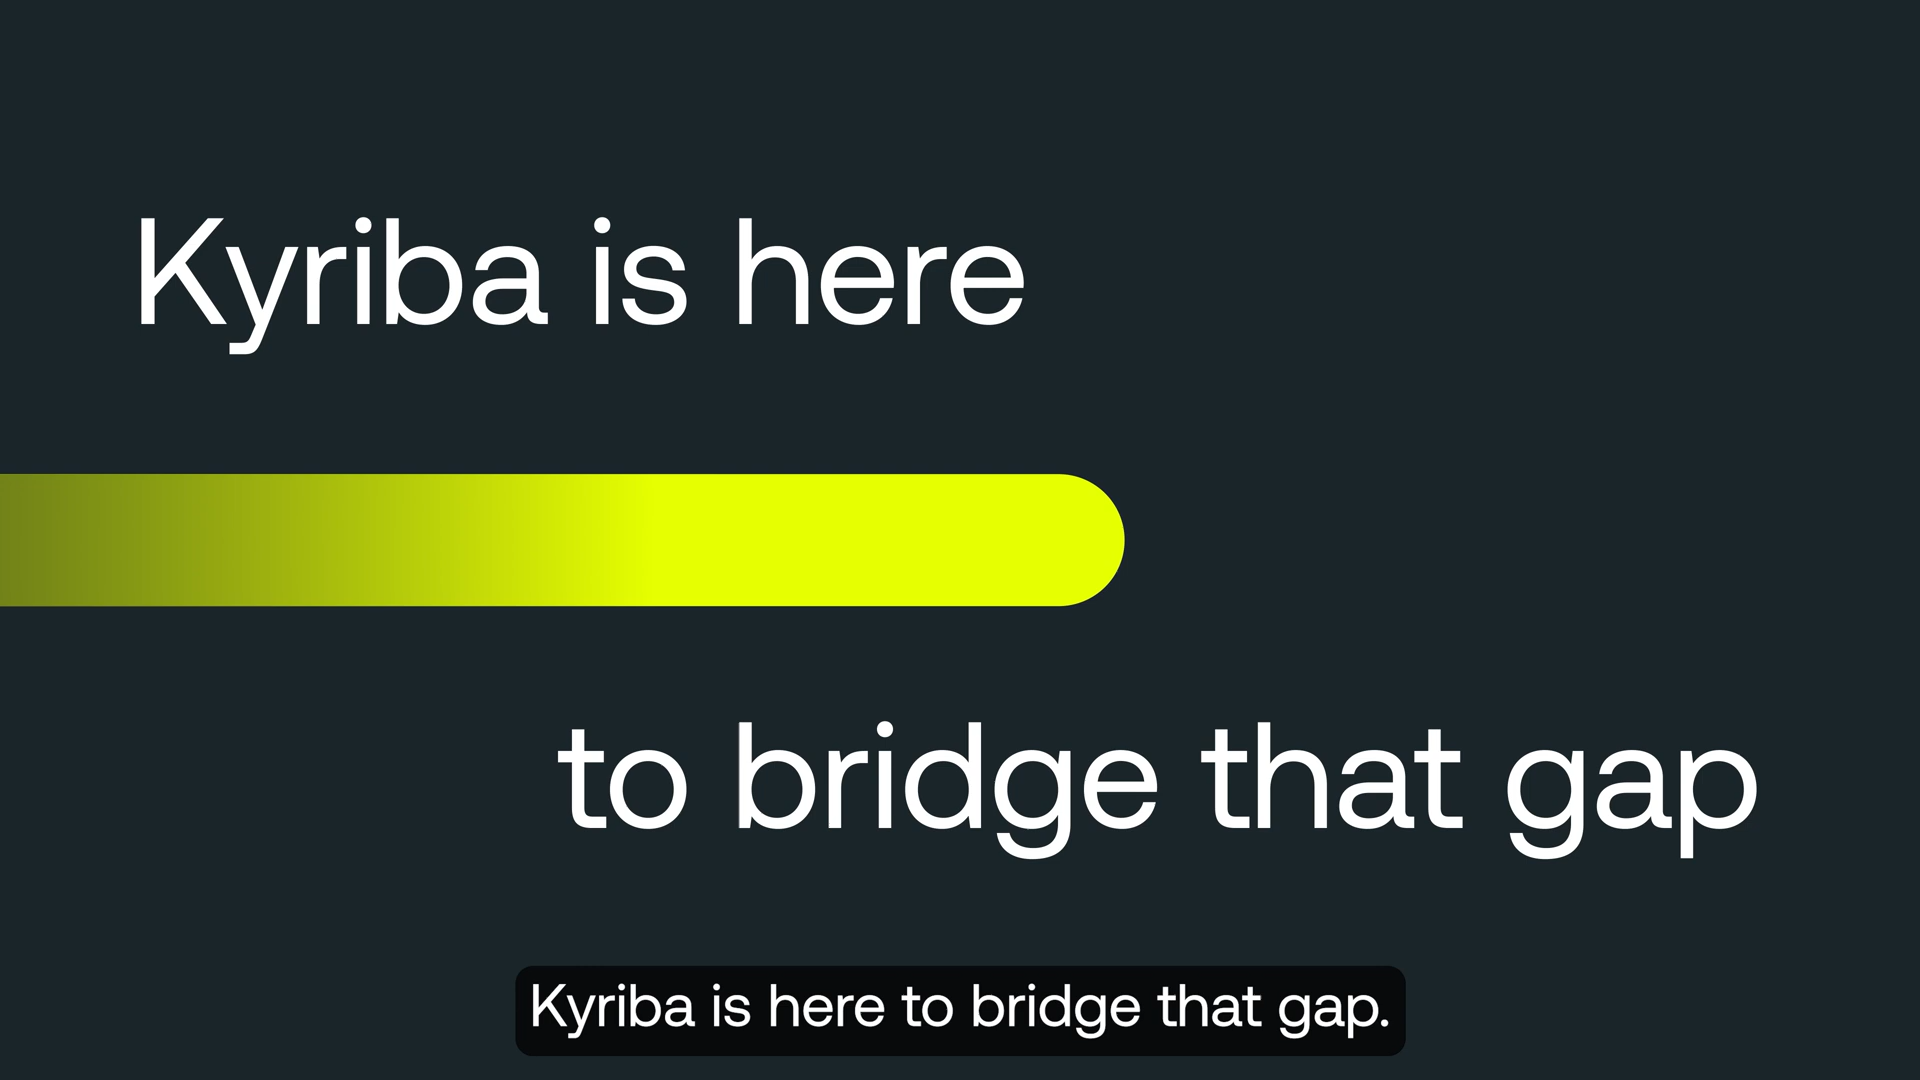 Kyriba is here
to bridge that gap
Kyriba is here to bridge that gap.